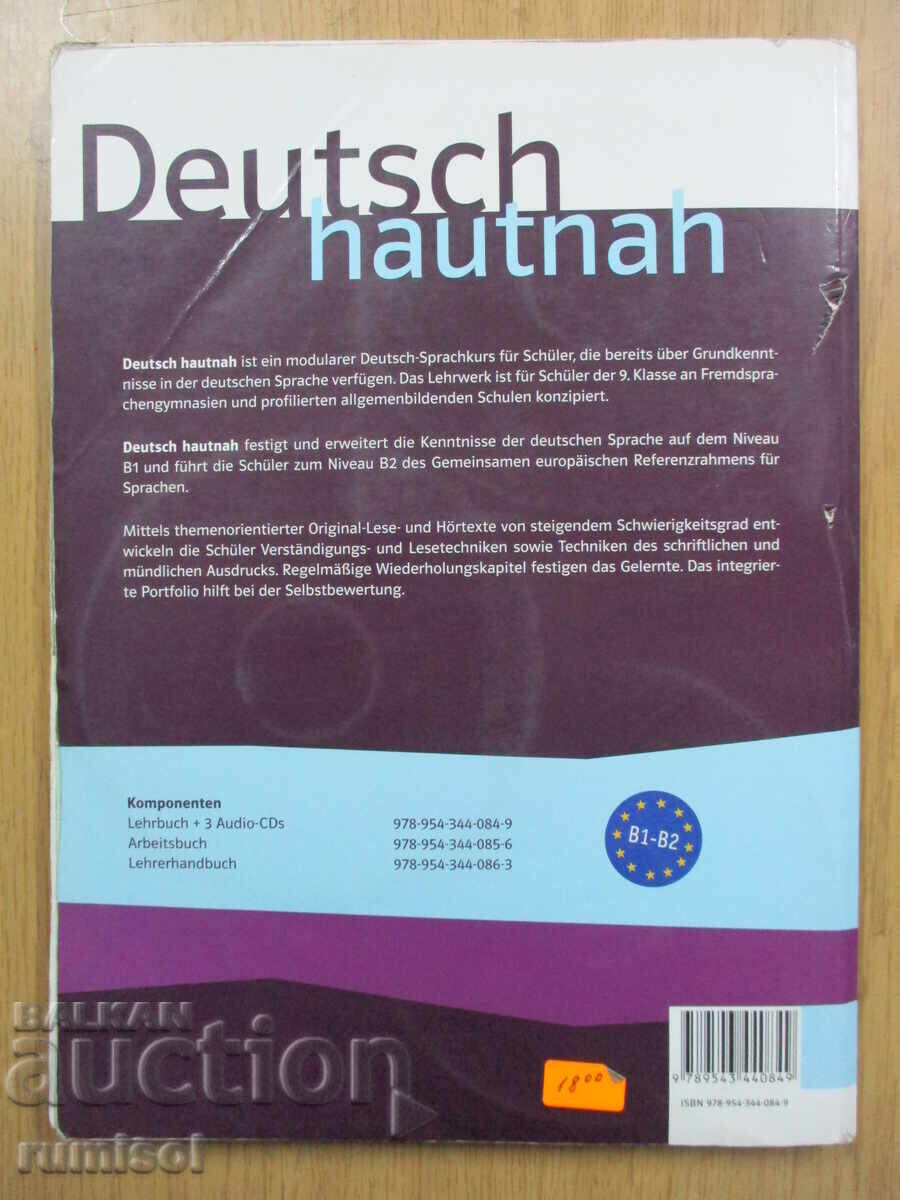 Deutsch
hautnah
Deutsch hautnah ist ein modularer Deutsch-Sprachkurs für Schüler, die bereits über Grundkennt-
nisse in der deutschen Sprache verfügen. Das Lehrwerk ist für Schüler der 9. Klasse an Fremdspra-
chengymnasien und profilierten allgemenbildenden Schulen konzipiert.
Deutsch hautnah festigt und erweitert die Kenntnisse der deutschen Sprache auf dem Niveau
B1 und führt die Schüler zum Niveau B2 des Gemeinsamen europäischen Referenzrahmens für
Sprachen.
Mittels themenorientierter Original-Lese- und Hörtexte von steigendem Schwierigkeitsgrad ent-
wickeln die Schüler Verständigungs- und Lesetechniken sowie Techniken des schriftlichen und
mündlichen Ausdrucks. Regelmäßige Wiederholungskapitel festigen das Gelernte. Das integrier-
te Portfolio hilft bei der Selbstbewertung.
Komponenten
Lehrbuch + 3 Audio-CDs 978-954-344-084-9
Arbeitsbuch 978-954-344-085-6
Lehrerhandbuch 978-954-344-086-3
B1-B2
18⁰⁰
9 789543 440849
ISBN 978-954-344-084-9
BALKAN
auction
rumisol